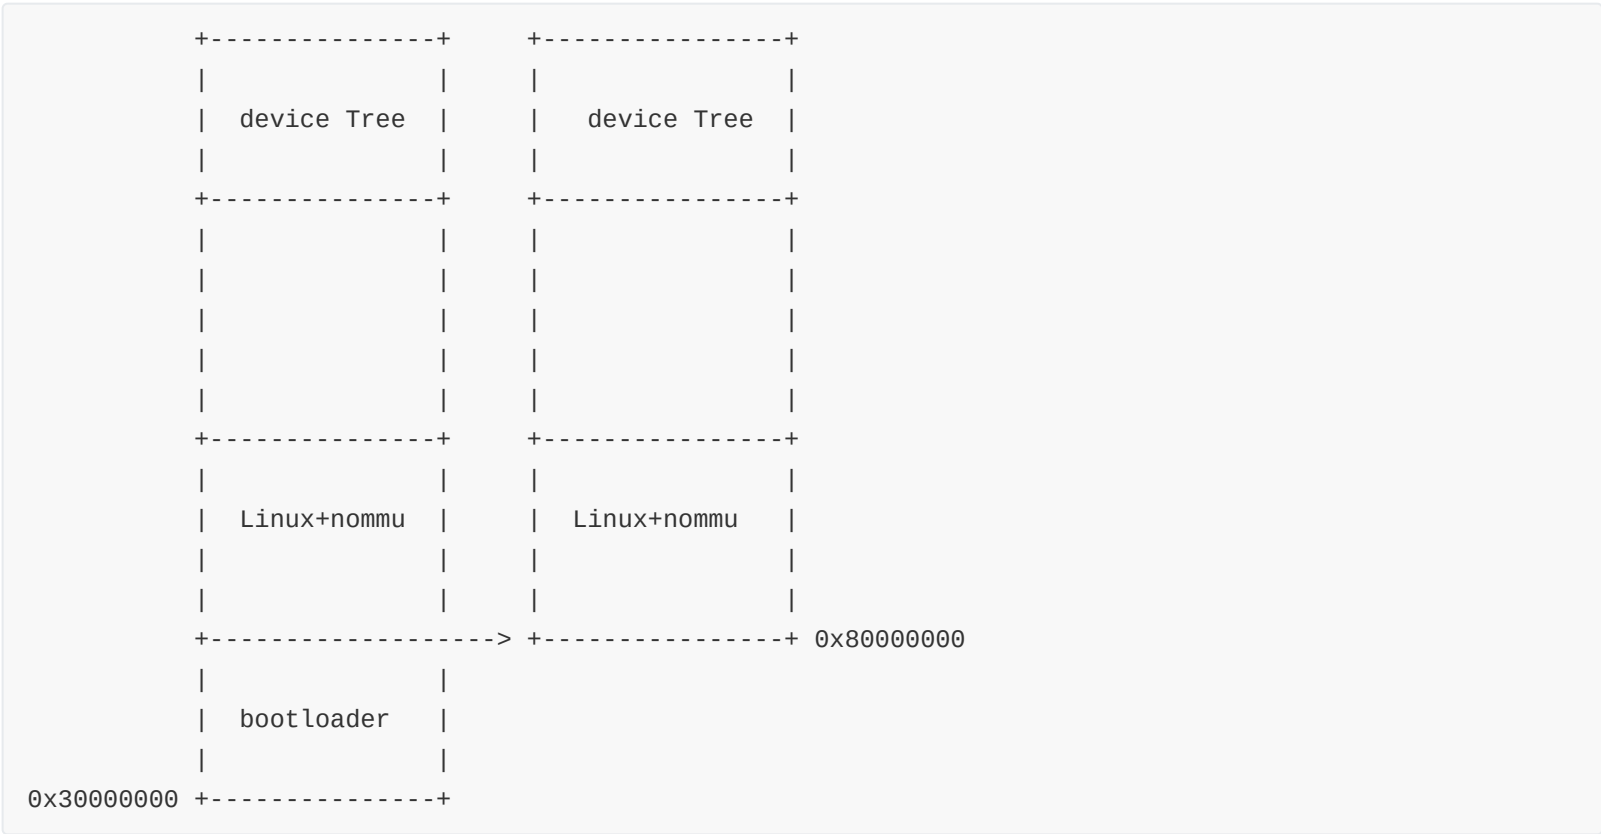 +---------------+     +----------------+
|               |     |                |
|  device Tree  |     |   device Tree  |
|               |     |                |
+---------------+     +----------------+
|               |     |                |
|               |     |                |
|               |     |                |
|               |     |                |
|               |     |                |
+---------------+     +----------------+
|               |     |                |
|  Linux+nommu  |     |  Linux+nommu   |
|               |     |                |
|               |     |                |
+-------------------> +----------------+ 0x80000000
|               |
|  bootloader   |
|               |
0x30000000 +---------------+